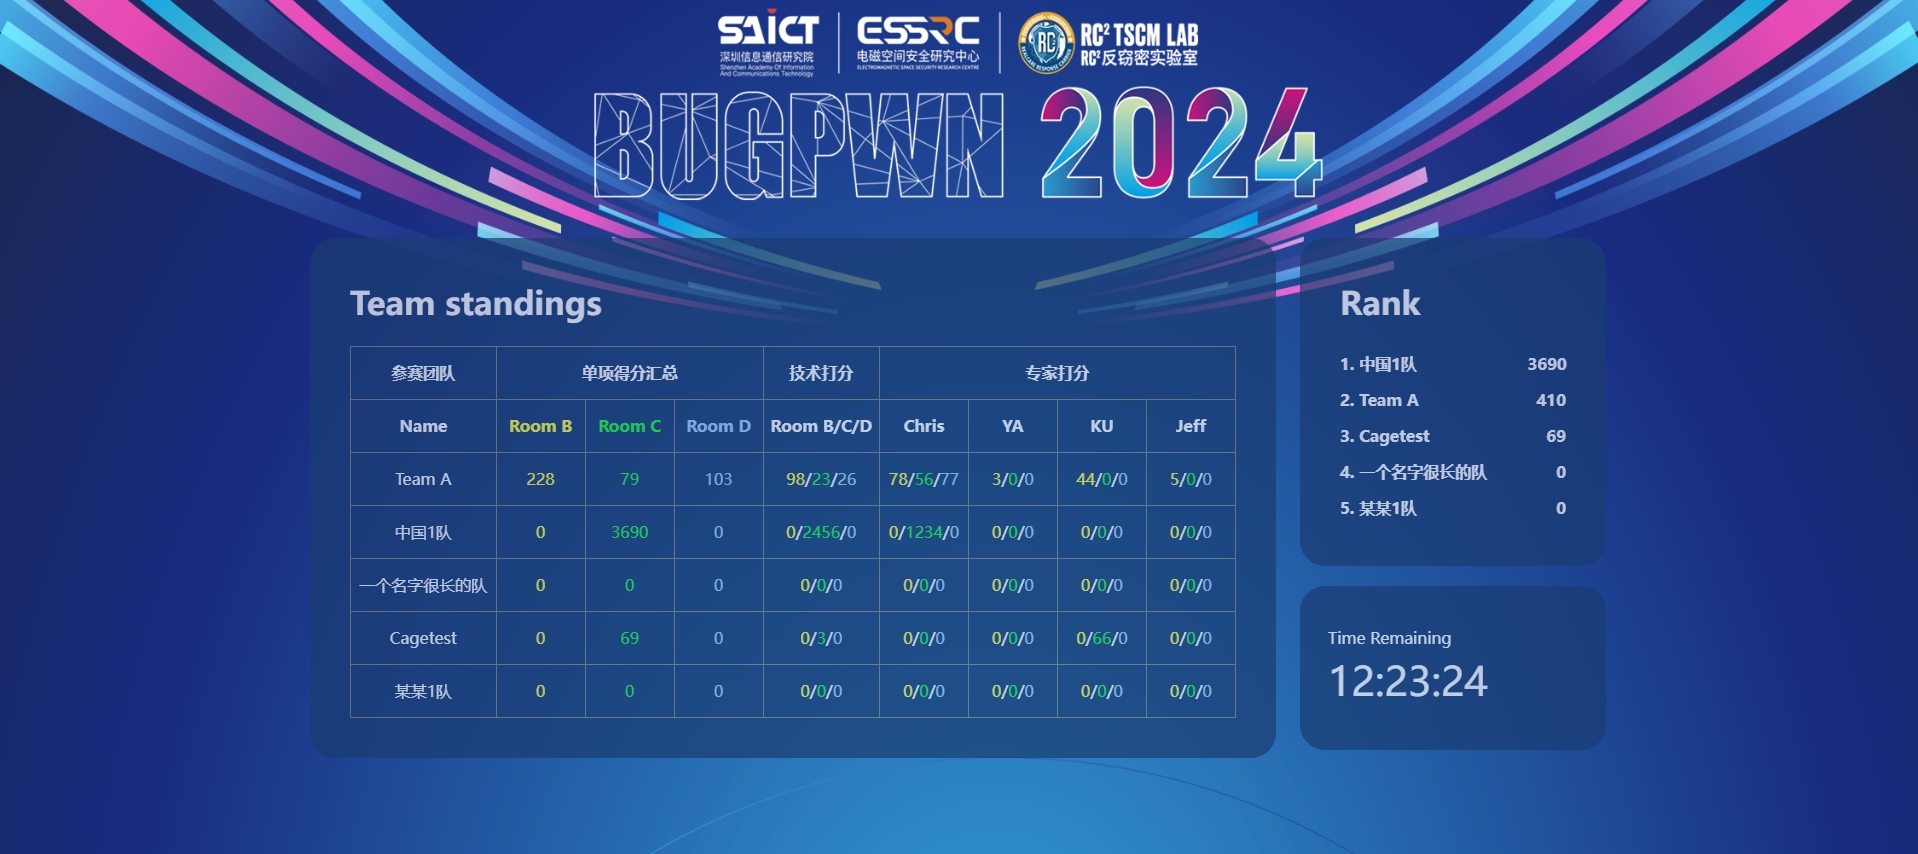 SAICT
深圳信息通信研究院
Shenzhen Academy Of Information
And Communications Technology
ESSRC
电磁空间安全研究中心
ELECTROMAGNETIC SPACE SECURITY RESEARCH CENTRE
RC² TSCM LAB
RC²反窃密实验室
BUGPWN 2024
Team standings
参赛团队 单项得分汇总 技术打分 专家打分
Name Room B Room C Room D Room B/C/D Chris YA KU Jeff
Team A 228 79 103 98/23/26 78/56/77 3/0/0 44/0/0 5/0/0
中国1队 0 3690 0 0/2456/0 0/1234/0 0/0/0 0/0/0 0/0/0
一个名字很长的队 0 0 0 0/0/0 0/0/0 0/0/0 0/0/0 0/0/0
Cagetest 0 69 0 0/3/0 0/0/0 0/0/0 0/66/0 0/0/0
某某1队 0 0 0 0/0/0 0/0/0 0/0/0 0/0/0 0/0/0
Rank
1. 中国1队 3690
2. Team A 410
3. Cagetest 69
4. 一个名字很长的队 0
5. 某某1队 0
Time Remaining
12:23:24